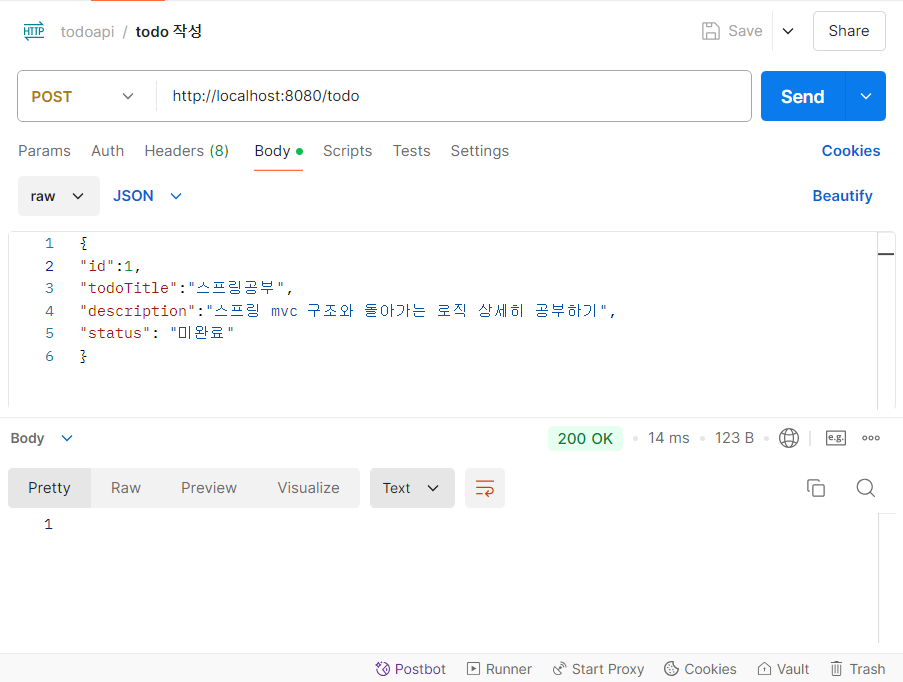 HTTP todoapi / todo 작성 Save Share
POST http://localhost:8080/todo Send
Params Auth Headers (8) Body Scripts Tests Settings Cookies
raw JSON Beautify
1 {
2 "id":1,
3 "todoTitle":"스프링공부",
4 "description":"스프링 mvc 구조와 돌아가는 로직 상세히 공부하기",
5 "status": "미완료"
6 }
Body 200 OK 14 ms 123 B e.g.
Pretty Raw Preview Visualize Text
1
Postbot Runner Start Proxy Cookies Vault Trash